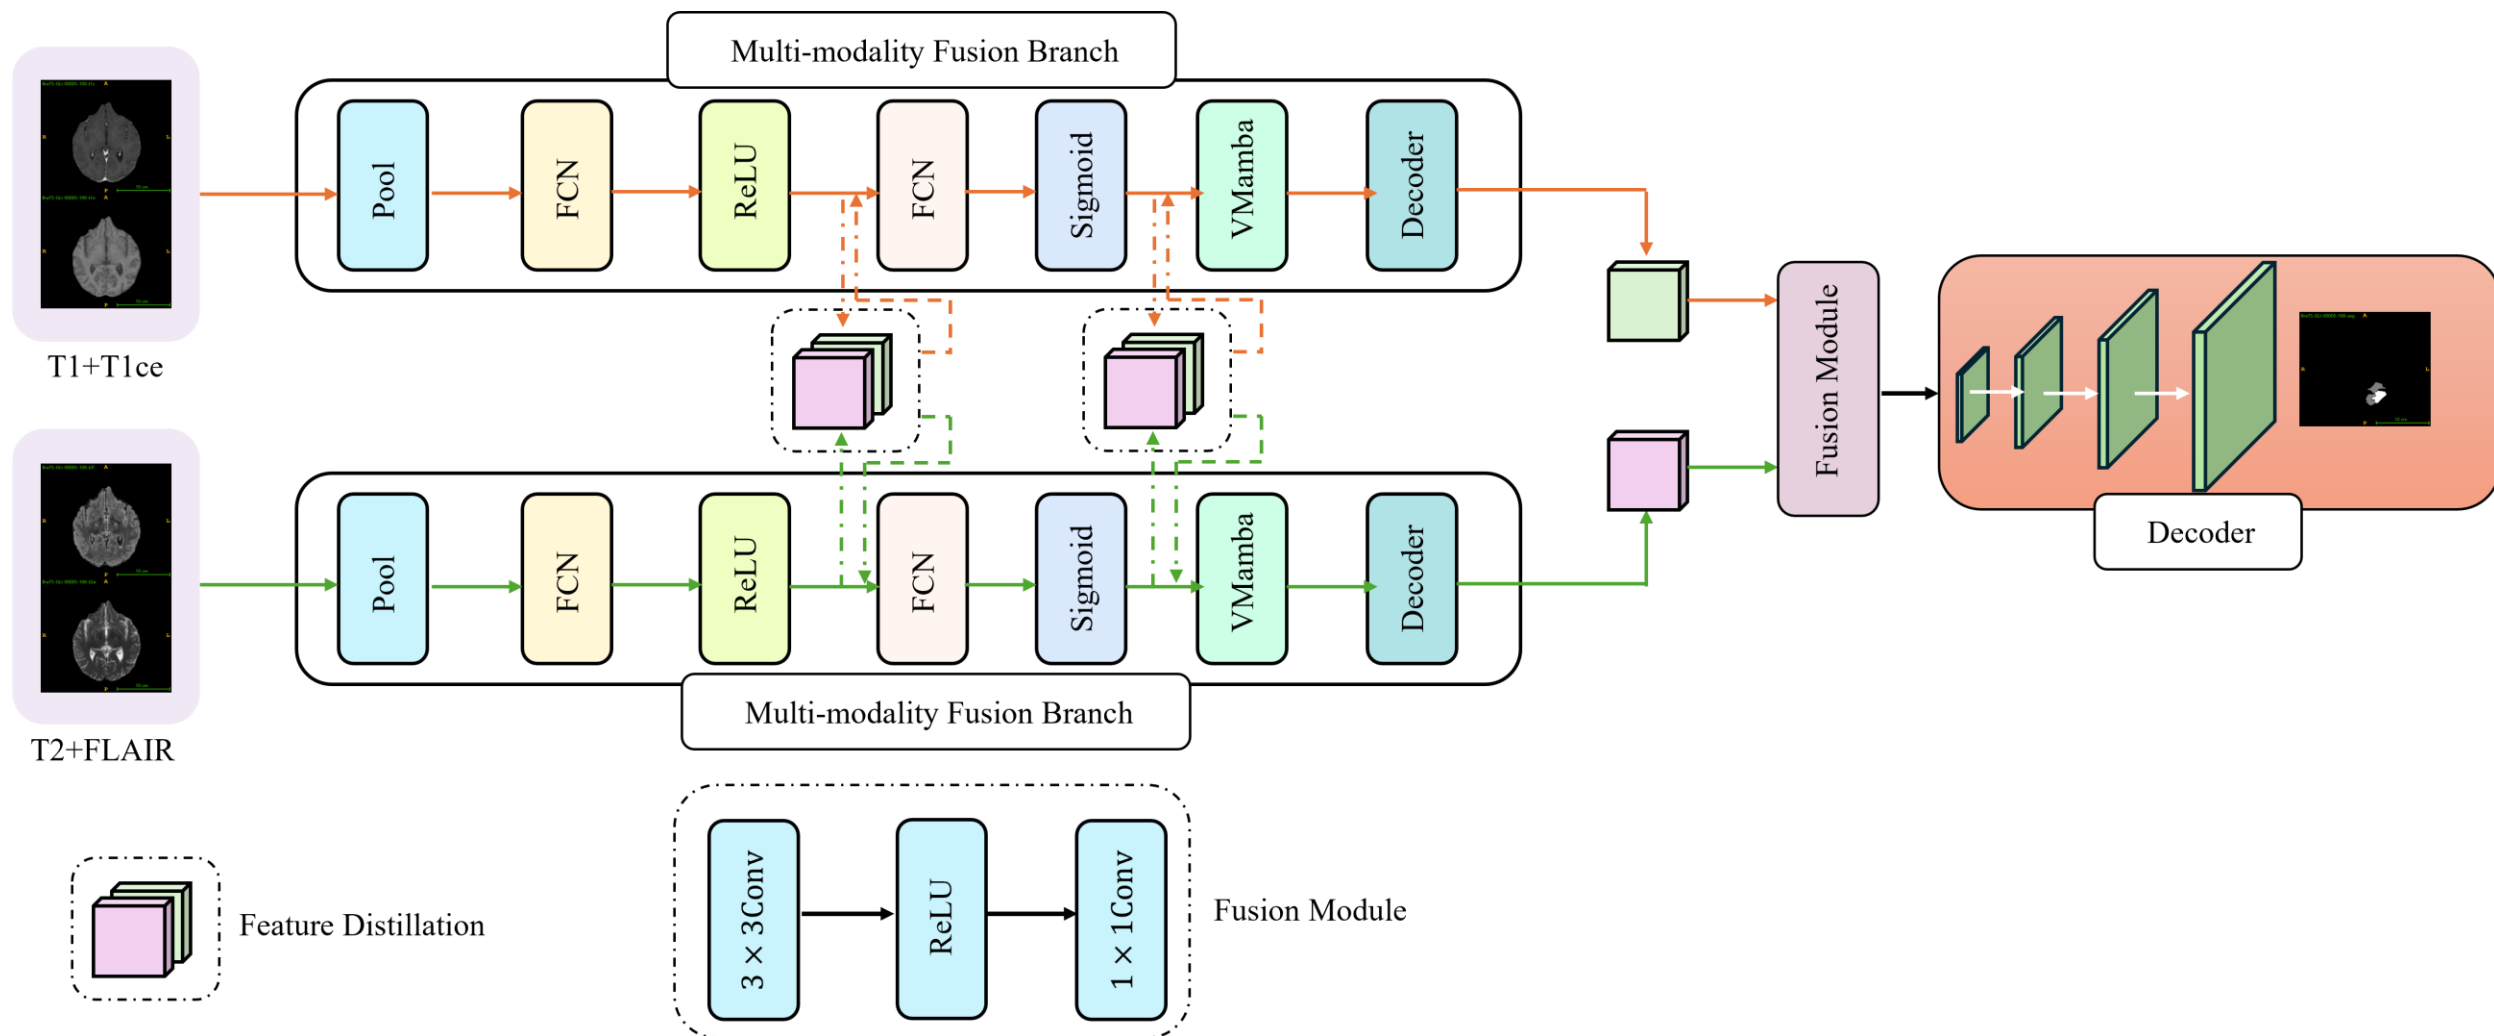 Multi-modality Fusion Branch
Pool
FCN
ReLU
FCN
Sigmoid
VMamba
Decoder
T1+T1ce
Fusion Module
Decoder
Pool
FCN
ReLU
FCN
Sigmoid
VMamba
Decoder
Multi-modality Fusion Branch
T2+FLAIR
Feature Distillation
3 × 3Conv
ReLU
1 × 1Conv
Fusion Module